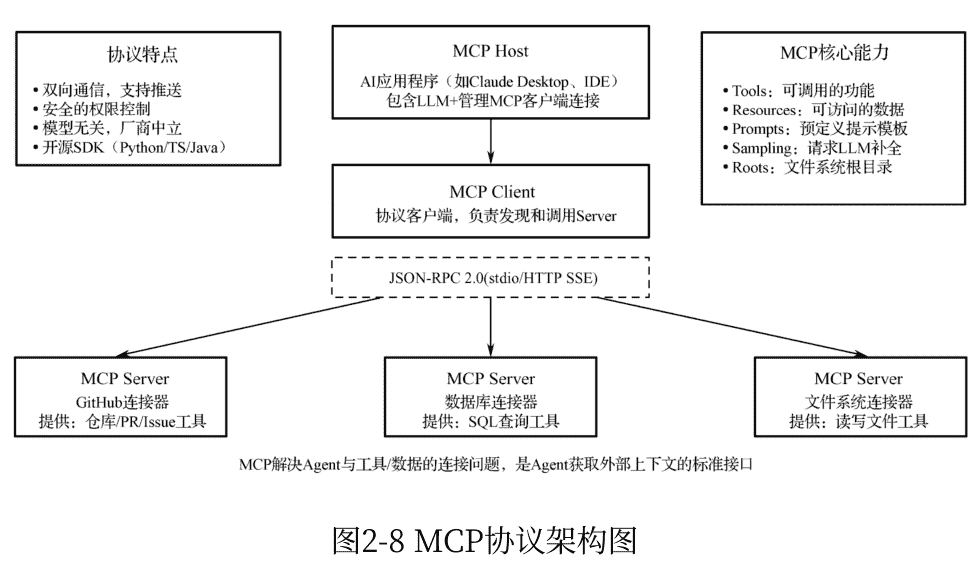 协议特点
• 双向通信，支持推送
• 安全的权限控制
• 模型无关，厂商中立
• 开源SDK（Python/TS/Java）
MCP Host
AI应用程序（如Claude Desktop、IDE）
包含LLM+管理MCP客户端连接
MCP核心能力
• Tools：可调用的功能
• Resources：可访问的数据
• Prompts：预定义提示模板
• Sampling：请求LLM补全
• Roots：文件系统根目录
MCP Client
协议客户端，负责发现和调用Server
JSON-RPC 2.0(stdio/HTTP SSE)
MCP Server
GitHub连接器
提供：仓库/PR/Issue工具
MCP Server
数据库连接器
提供：SQL查询工具
MCP Server
文件系统连接器
提供：读写文件工具
MCP解决Agent与工具/数据的连接问题，是Agent获取外部上下文的标准接口
图2-8 MCP协议架构图